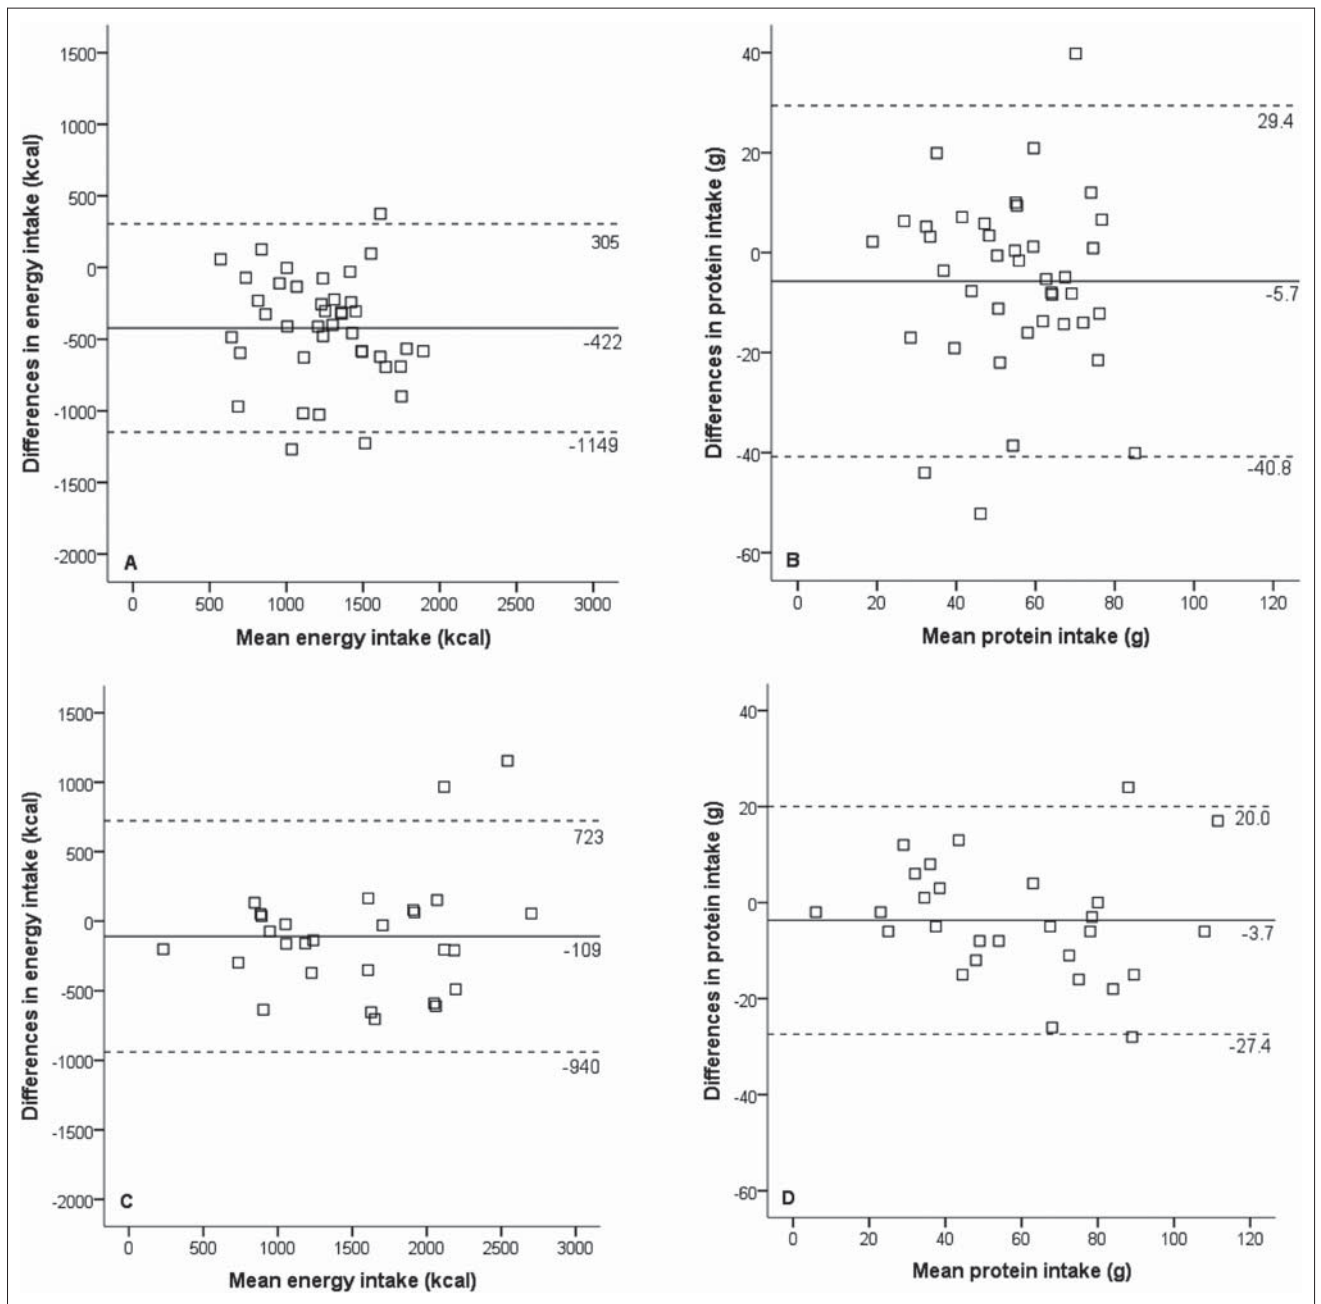 1500
1000
500
0
-500
-1000
-1500
-2000
Differences in energy intake (kcal)
305
-422
-1149
A
0 500 1000 1500 2000 2500 3000
Mean energy intake (kcal)
40
20
0
-20
-40
-60
Differences in protein intake (g)
29.4
-5.7
-40.8
B
0 20 40 60 80 100 120
Mean protein intake (g)
1500
1000
500
0
-500
-1000
-1500
-2000
Differences in energy intake (kcal)
723
-109
-940
C
0 500 1000 1500 2000 2500 3000
Mean energy intake (kcal)
40
20
0
-20
-40
-60
Differences in protein intake (g)
20.0
-3.7
-27.4
D
0 20 40 60 80 100 120
Mean protein intake (g)